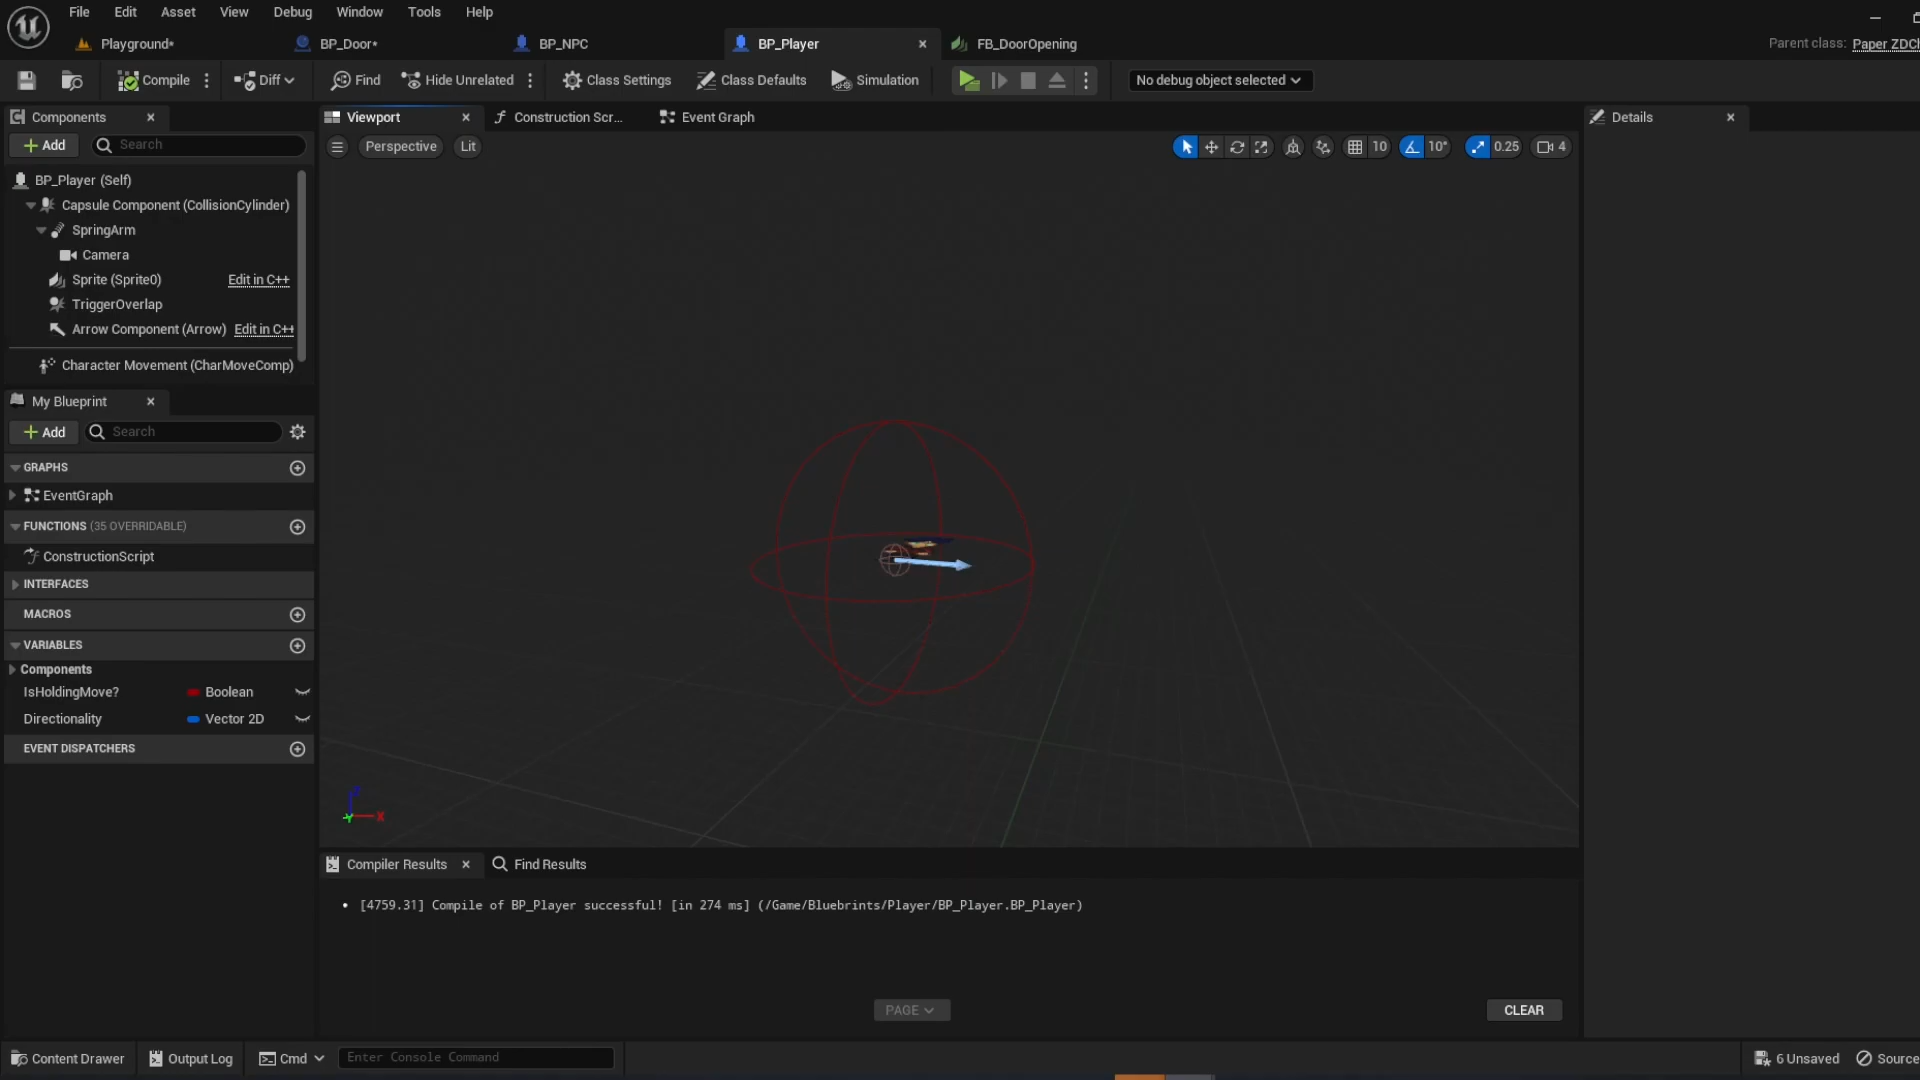 File Edit Asset View Debug Window Tools Help
Playground* BP_Door* BP_NPC BP_Player FB_DoorOpening
Parent class: Paper ZDCh
Compile Diff Find Hide Unrelated Class Settings Class Defaults Simulation No debug object selected
Components
Add Search
BP_Player (Self)
Capsule Component (CollisionCylinder)
SpringArm
Camera
Sprite (Sprite0) Edit in C++
TriggerOverlap
Arrow Component (Arrow) Edit in C++
Character Movement (CharMoveComp)
My Blueprint
Add Search
GRAPHS
EventGraph
FUNCTIONS (35 OVERRIDABLE)
ConstructionScript
INTERFACES
MACROS
VARIABLES
Components
IsHoldingMove? Boolean
Directionality Vector 2D
EVENT DISPATCHERS
Viewport Construction Scr... Event Graph
Perspective Lit
10 10° 0.25 4
Z
Y X
Compiler Results Find Results
[4759.31] Compile of BP_Player successful! [in 274 ms] (/Game/Bluebrints/Player/BP_Player.BP_Player)
PAGE CLEAR
Details
Content Drawer Output Log Cmd Enter Console Command 6 Unsaved Source